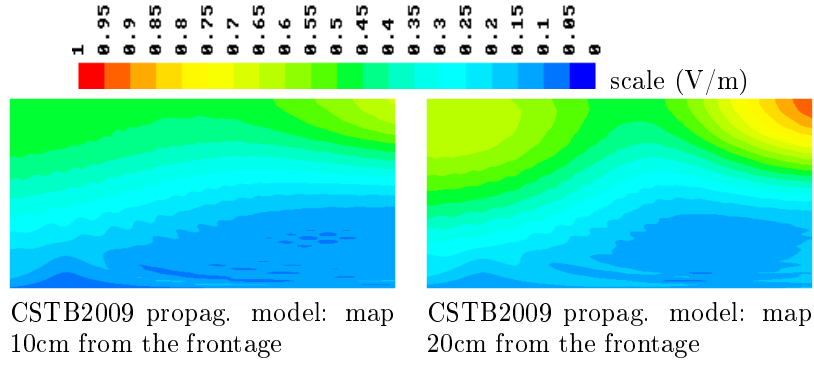 1 0.95 0.9 0.85 0.8 0.75 0.7 0.65 0.6 0.55 0.5 0.45 0.4 0.35 0.3 0.25 0.2 0.15 0.1 0.05 0
scale (V/m)
CSTB2009 propag. model: map
10cm from the frontage
CSTB2009 propag. model: map
20cm from the frontage